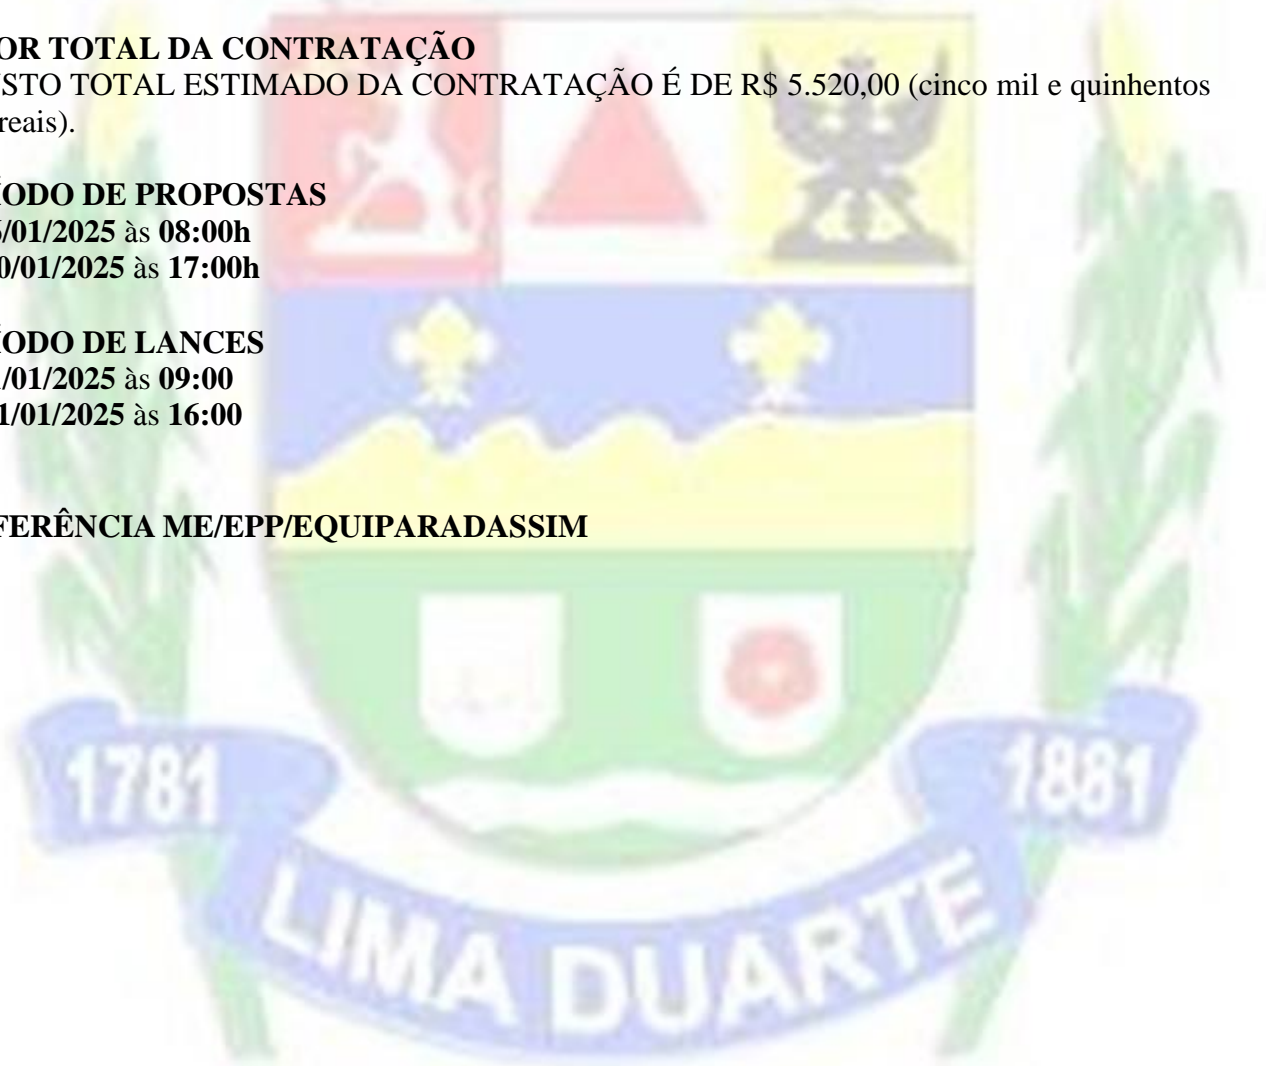 OR TOTAL DA CONTRATAÇÃO
STO TOTAL ESTIMADO DA CONTRATAÇÃO É DE R$ 5.520,00 (cinco mil e quinhentos
reais).
ODO DE PROPOSTAS
/01/2025 às 08:00h
0/01/2025 às 17:00h
ODO DE LANCES
/01/2025 às 09:00
1/01/2025 às 16:00
FERÊNCIA ME/EPP/EQUIPARADASSIM
1781
1881
LIMA DUARTE